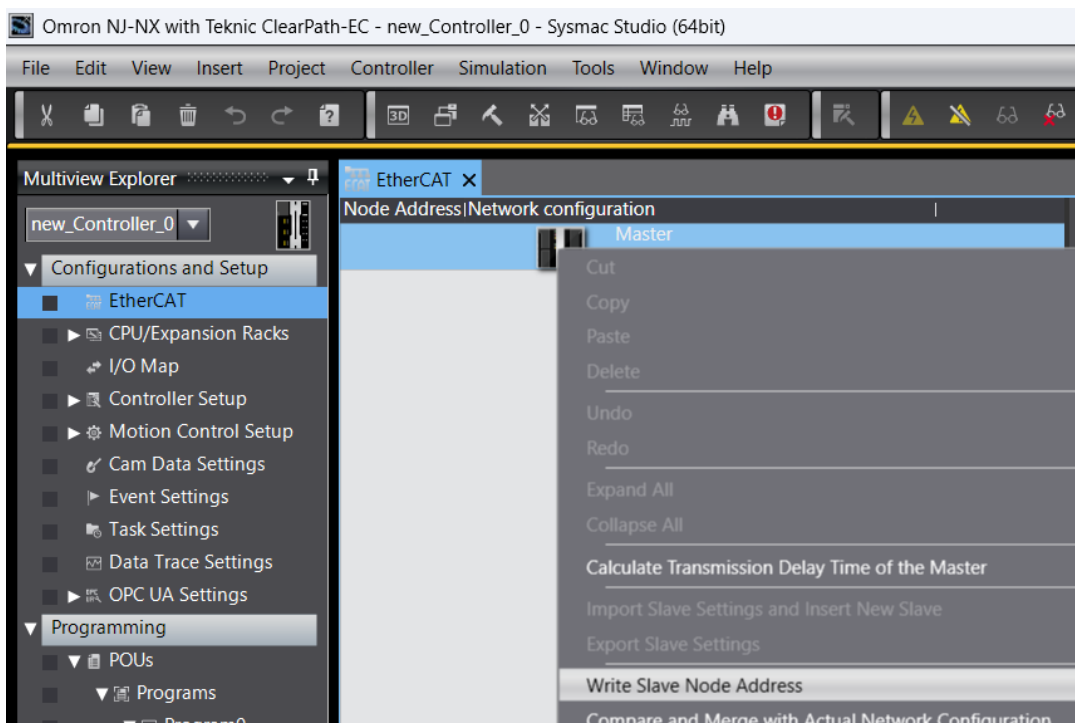 Omron NJ-NX with Teknic ClearPath-EC - new_Controller_0 - Sysmac Studio (64bit)
File Edit View Insert Project Controller Simulation Tools Window Help
3D
Multiview Explorer
new_Controller_0
Configurations and Setup
EtherCAT
CPU/Expansion Racks
I/O Map
Controller Setup
Motion Control Setup
Cam Data Settings
Event Settings
Task Settings
Data Trace Settings
OPC UA Settings
Programming
POUs
Programs
Program0
EtherCAT
Node Address|Network configuration
Master
Cut
Copy
Paste
Delete
Undo
Redo
Expand All
Collapse All
Calculate Transmission Delay Time of the Master
Import Slave Settings and Insert New Slave
Export Slave Settings
Write Slave Node Address
Compare and Merge with Actual Network Configuration